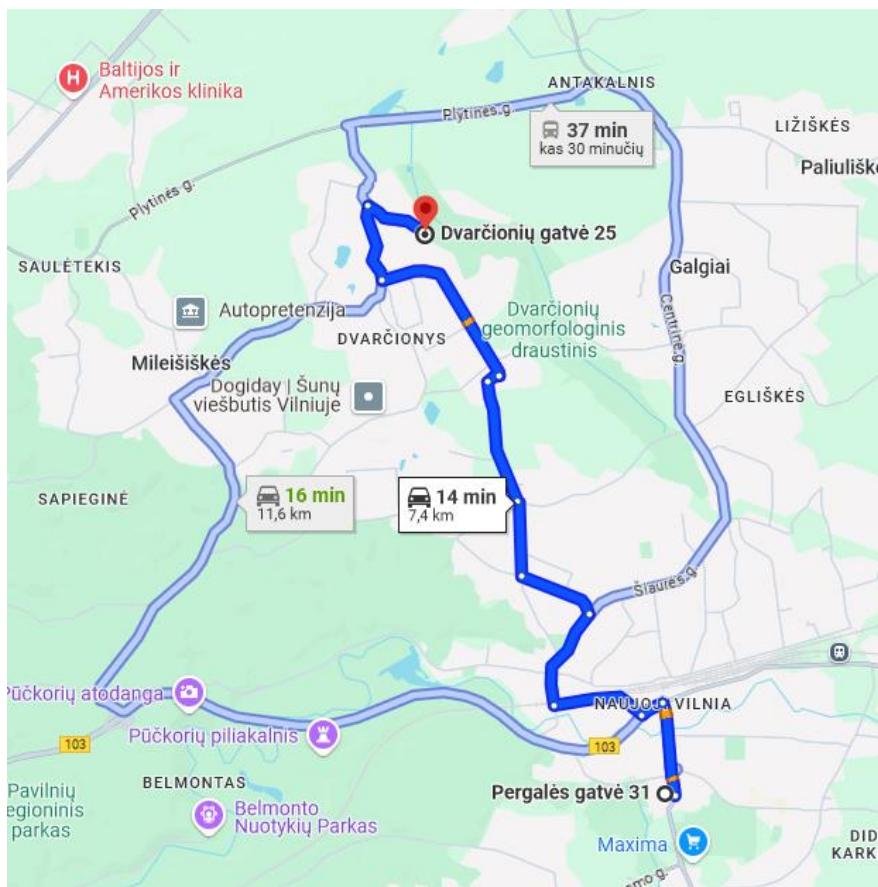 Baltijos ir
Amerikos klinika
ANTAKALNIS
Plytinės g.
37 min
kas 30 minučių
LIŽIŠKĖS
Paliulišk
Plytinės g.
Dvarčionių gatvė 25
SAULĖTEKIS
Galgiai
Autopretenzija
Dvarčionių
geomorfologinis
draustinis
Centrinė g.
DVARČIONYS
Mileišiškės
Dogiday | Šunų
viešbutis Vilniuje
EGLIŠKĖS
SAPIEGINĖ
16 min
11,6 km
14 min
7,4 km
Šiaurės g.
Pūčkorių atodanga
NAUJOJI VILNIA
Pūčkorių piliakalnis
103
103
BELMONTAS
Pergalės gatvė 31
Pavilnių
egioninis
parkas
Belmonto
Nuotykių Parkas
Maxima
DID
KARK
mo g.